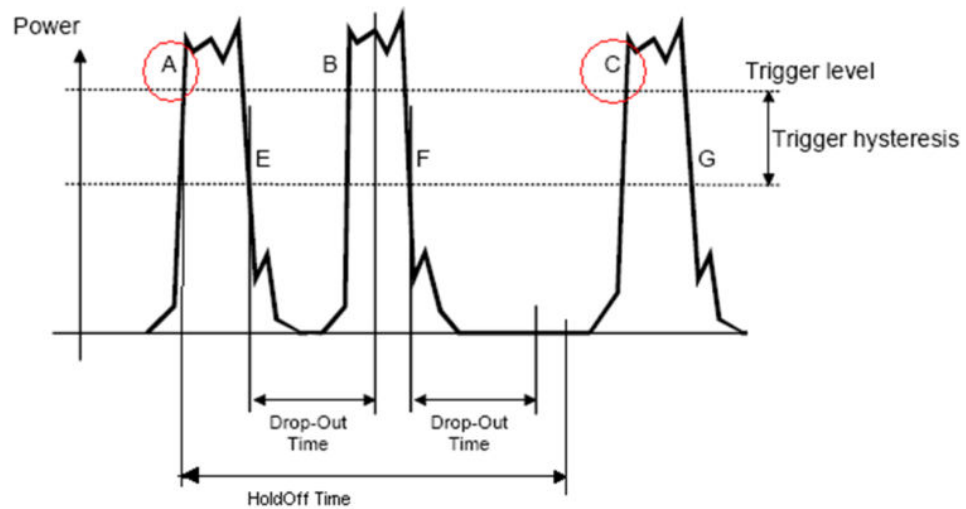 Power
A
B
C
Trigger level
Trigger hysteresis
E
F
G
Drop-Out
Time
Drop-Out
Time
HoldOff Time